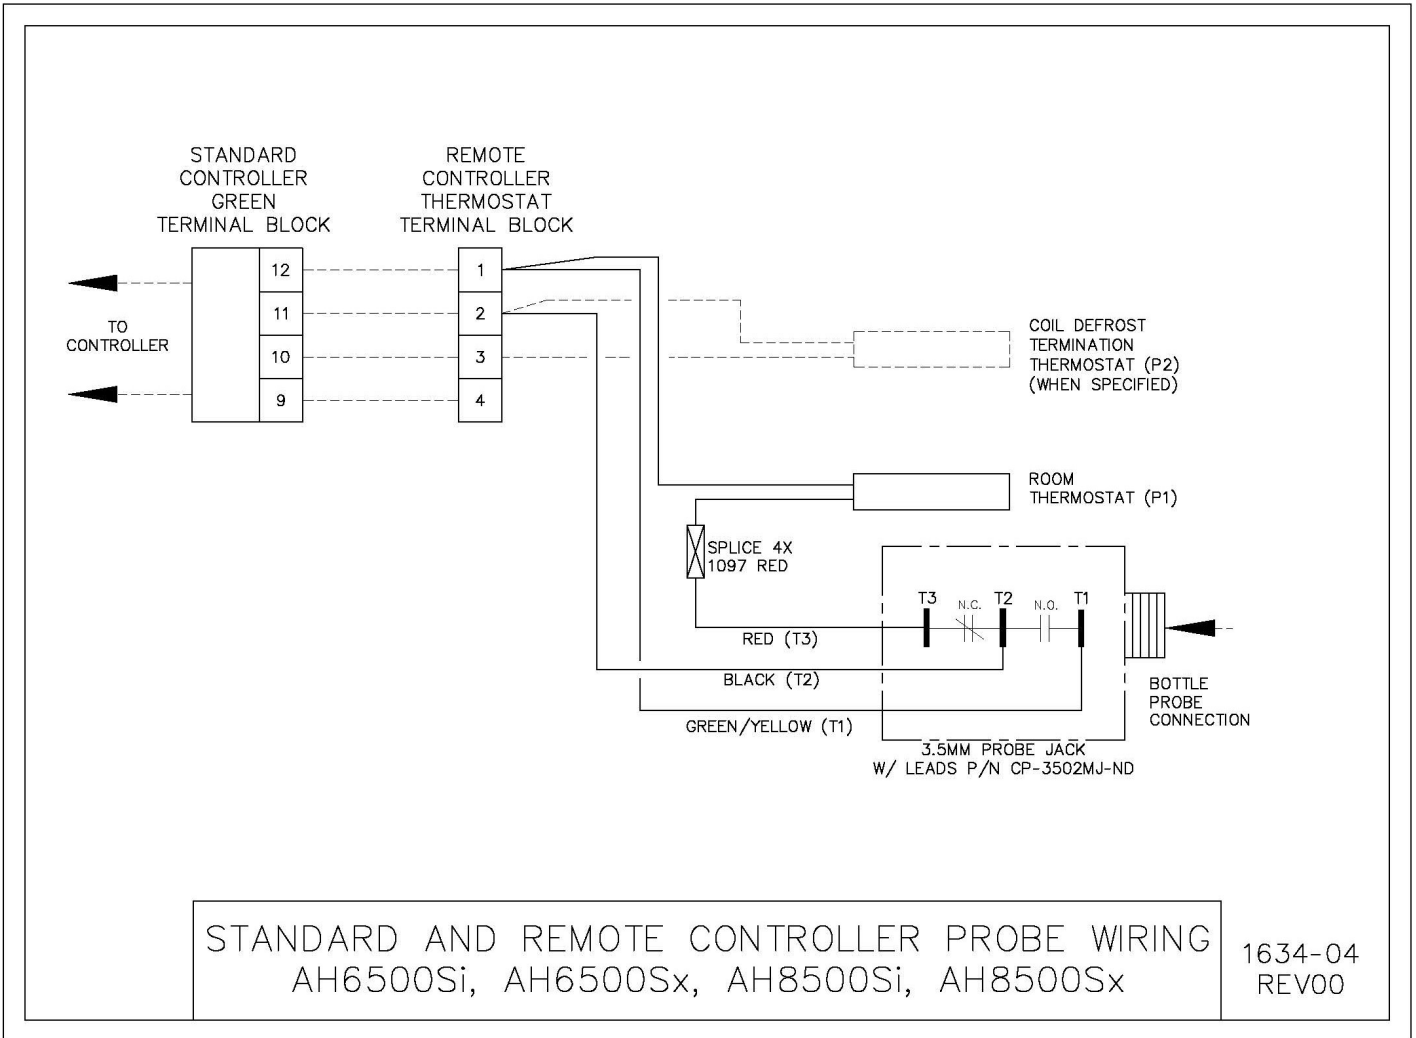 STANDARD
CONTROLLER
GREEN
TERMINAL BLOCK
REMOTE
CONTROLLER
THERMOSTAT
TERMINAL BLOCK
12
11
10
9
1
2
3
4
TO
CONTROLLER
COIL DEFROST
TERMINATION
THERMOSTAT (P2)
(WHEN SPECIFIED)
ROOM
THERMOSTAT (P1)
SPLICE 4X
1097 RED
T3
N.C.
T2
N.O.
T1
RED (T3)
BLACK (T2)
GREEN/YELLOW (T1)
BOTTLE
PROBE
CONNECTION
3.5MM PROBE JACK
W/ LEADS P/N CP-3502MJ-ND
STANDARD AND REMOTE CONTROLLER PROBE WIRING
AH6500Si, AH6500Sx, AH8500Si, AH8500Sx
1634-04
REV00